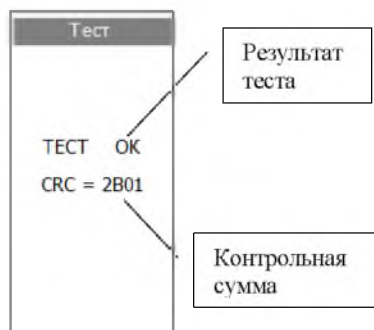 Тест
Результат
теста
ТЕСТ ОК
CRC = 2B01
Контрольная
сумма